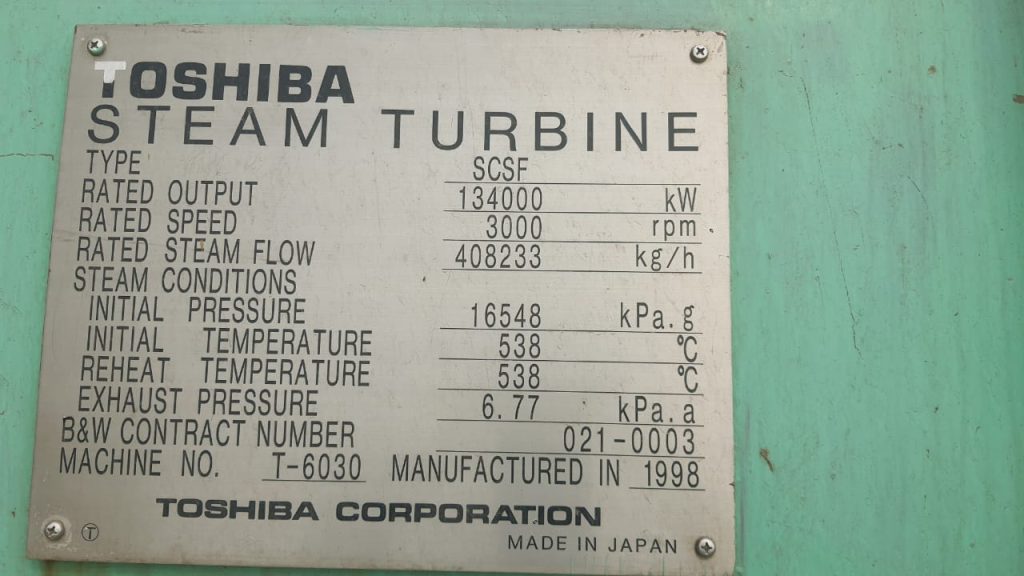 TOSHIBA
STEAM TURBINE
TYPE SCSF
RATED OUTPUT 134000 kW
RATED SPEED 3000 rpm
RATED STEAM FLOW 408233 kg/h
STEAM CONDITIONS
INITIAL PRESSURE 16548 kPa.g
INITIAL TEMPERATURE 538 ℃
REHEAT TEMPERATURE 538 ℃
EXHAUST PRESSURE 6.77 kPa.a
B&W CONTRACT NUMBER 021-0003
MACHINE NO. T-6030 MANUFACTURED IN 1998
TOSHIBA CORPORATION
Ⓣ MADE IN JAPAN